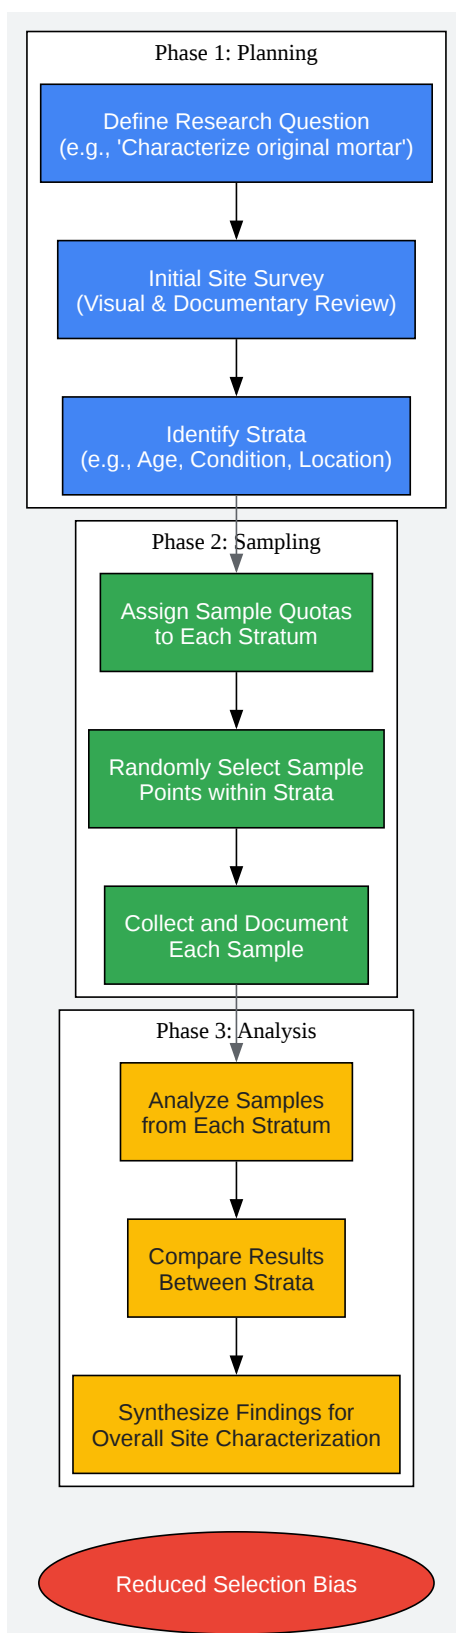 Phase 1: Planning
Define Research Question
(e.g., 'Characterize original mortar')
Initial Site Survey
(Visual & Documentary Review)
Identify Strata
(e.g., Age, Condition, Location)
Phase 2: Sampling
Assign Sample Quotas
to Each Stratum
Randomly Select Sample
Points within Strata
Collect and Document
Each Sample
Phase 3: Analysis
Analyze Samples
from Each Stratum
Compare Results
Between Strata
Synthesize Findings for
Overall Site Characterization
Reduced Selection Bias